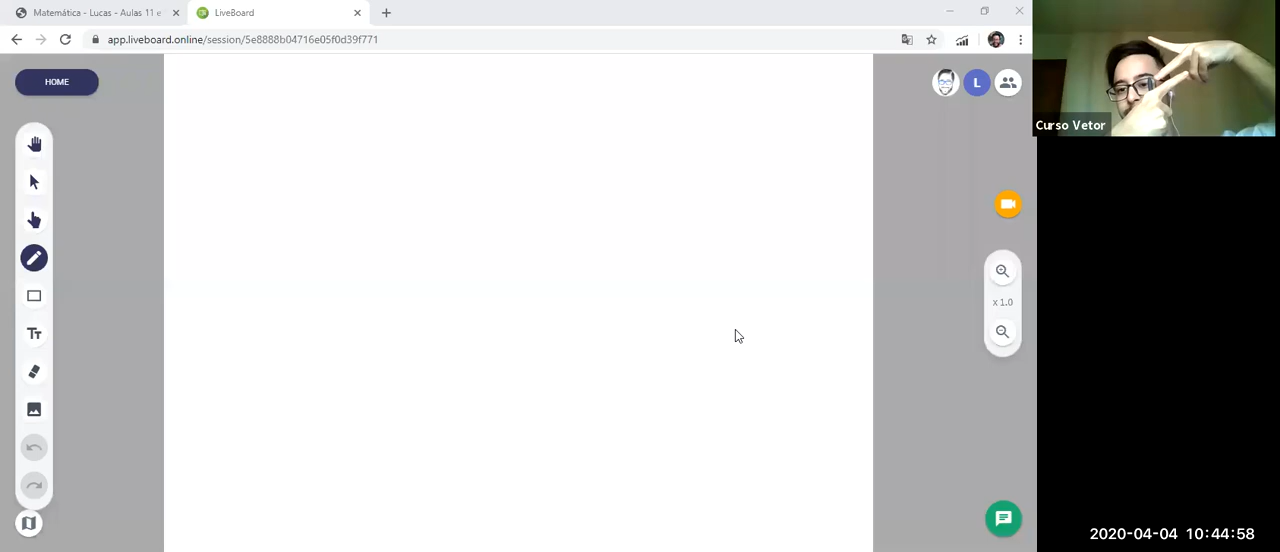 Matemática - Lucas - Aulas 11 e
LiveBoard
app.liveboard.online/session/5e8888b04716e05f0d39f771
HOME
L
Curso Vetor
TT
x 1.0
2020-04-04 10:44:58